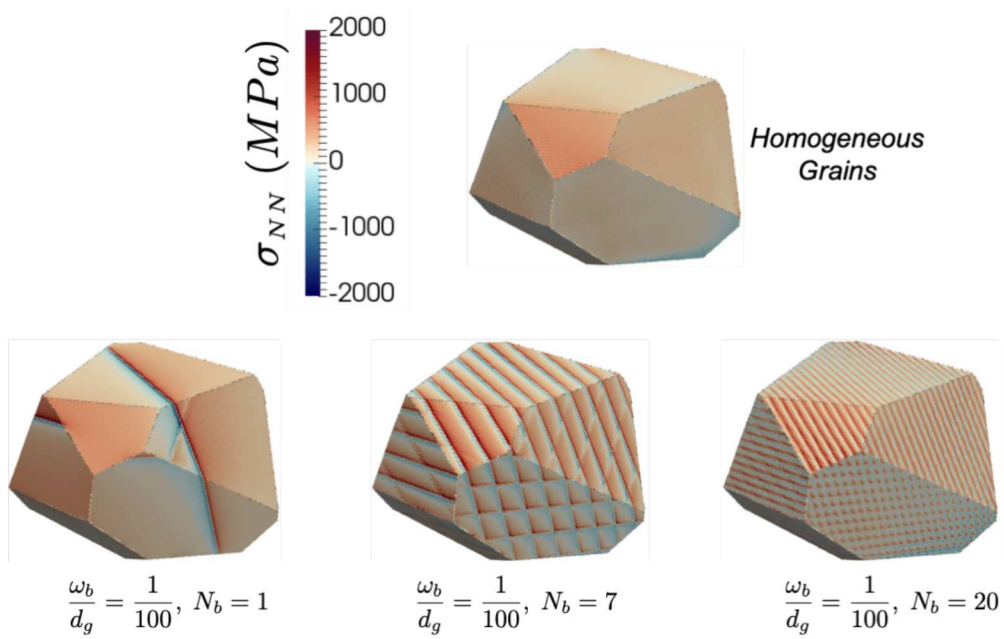 σ_NN (MPa)
2000
1000
0
-1000
-2000
Homogeneous
Grains
ω_b/d_g = 1/100, N_b = 1
ω_b/d_g = 1/100, N_b = 7
ω_b/d_g = 1/100, N_b = 20